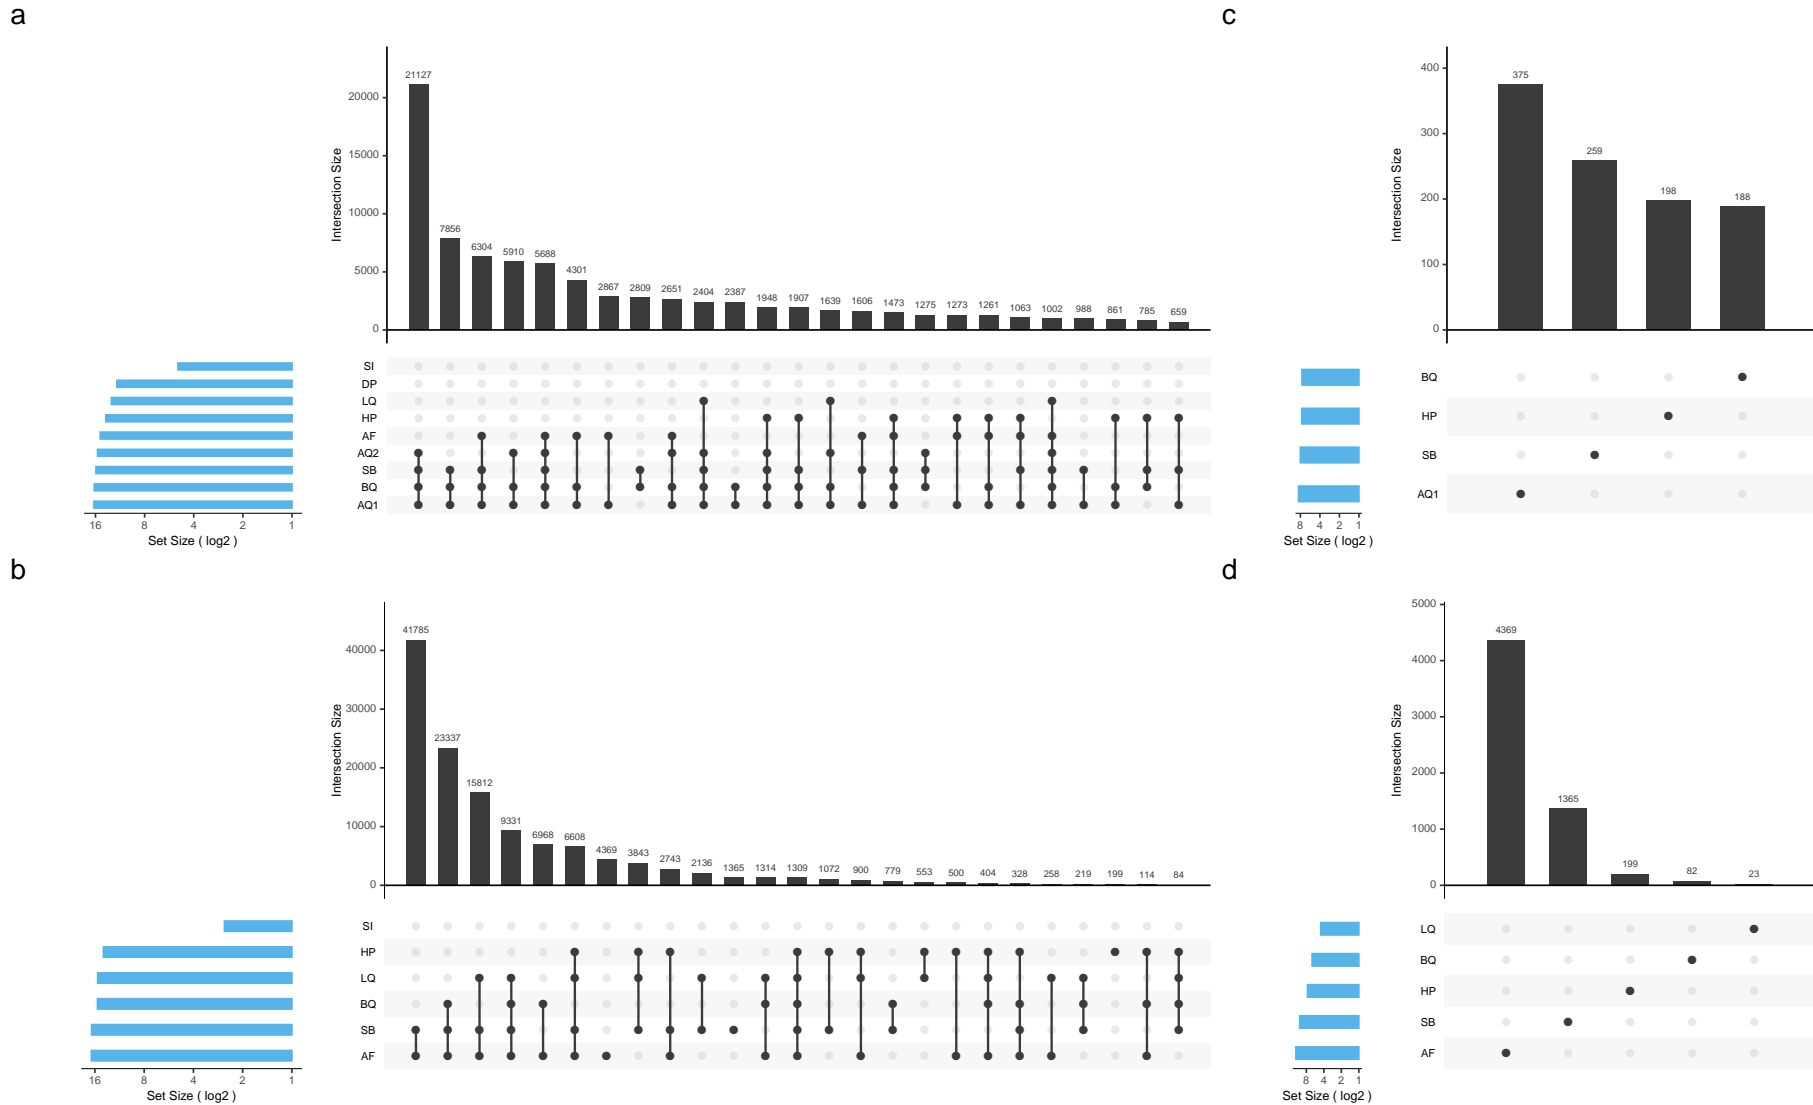 a
21127
7856
6304
5910
5688
4301
2867
2809
2651
2404
2387
1948
1907
1639
1606
1473
1275
1273
1261
1063
1002
988
861
785
659
20000
15000
10000
5000
0
Intersection Size
SI
DP
LQ
HP
AF
AQ2
SB
BQ
AQ1
16 8 4 2 1
Set Size ( log2 )
c
375
259
198
188
400
300
200
100
0
Intersection Size
BQ
HP
SB
AQ1
8 4 2 1
Set Size ( log2 )
b
41785
23337
15812
9331
6968
6608
4369
3843
2743
2136
1365
1314
1309
1072
900
779
553
500
404
328
258
219
199
114
84
40000
30000
20000
10000
0
Intersection Size
SI
HP
LQ
BQ
SB
AF
16 8 4 2 1
Set Size ( log2 )
d
4369
1365
199
82
23
5000
4000
3000
2000
1000
0
Intersection Size
LQ
BQ
HP
SB
AF
8 4 2 1
Set Size ( log2 )